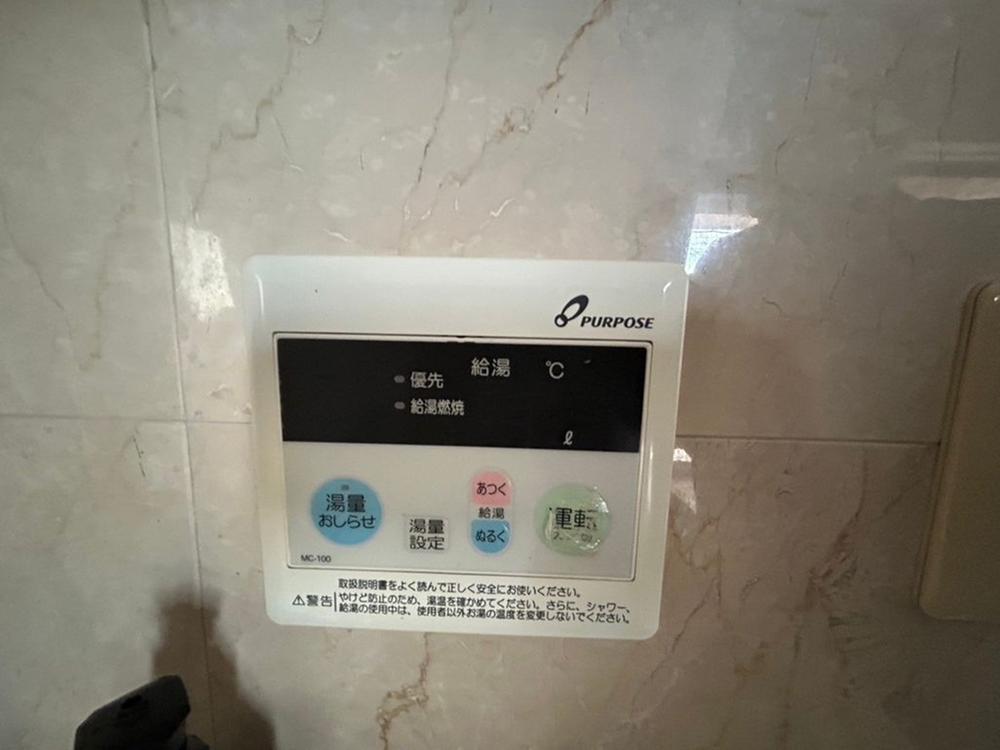 PURPOSE
給湯 ℃
優先
給湯燃焼
ℓ
湯量
おしらせ
湯量
設定
あつく
給湯
ぬるく
運転
MC-100
取扱説明書をよく読んで正しく安全にお使いください。
⚠警告
やけど防止のため、湯温を確かめてください。さらに、シャワー、
給湯の使用中は、使用者以外お湯の温度を変更しないでください。